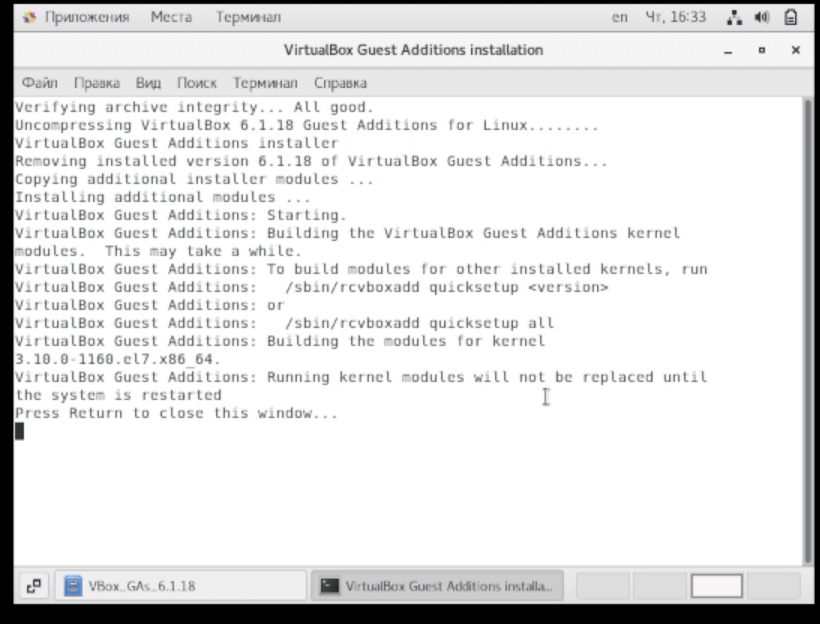 Приложения Места Терминал en Чт, 16:33
VirtualBox Guest Additions installation
Файл Правка Вид Поиск Терминал Справка
Verifying archive integrity... All good.
Uncompressing VirtualBox 6.1.18 Guest Additions for Linux........
VirtualBox Guest Additions installer
Removing installed version 6.1.18 of VirtualBox Guest Additions...
Copying additional installer modules ...
Installing additional modules ...
VirtualBox Guest Additions: Starting.
VirtualBox Guest Additions: Building the VirtualBox Guest Additions kernel
modules.  This may take a while.
VirtualBox Guest Additions: To build modules for other installed kernels, run
VirtualBox Guest Additions:   /sbin/rcvboxadd quicksetup <version>
VirtualBox Guest Additions: or
VirtualBox Guest Additions:   /sbin/rcvboxadd quicksetup all
VirtualBox Guest Additions: Building the modules for kernel
3.10.0-1160.el7.x86_64.
VirtualBox Guest Additions: Running kernel modules will not be replaced until
the system is restarted
Press Return to close this window...
VBox_GAs_6.1.18 VirtualBox Guest Additions installa...